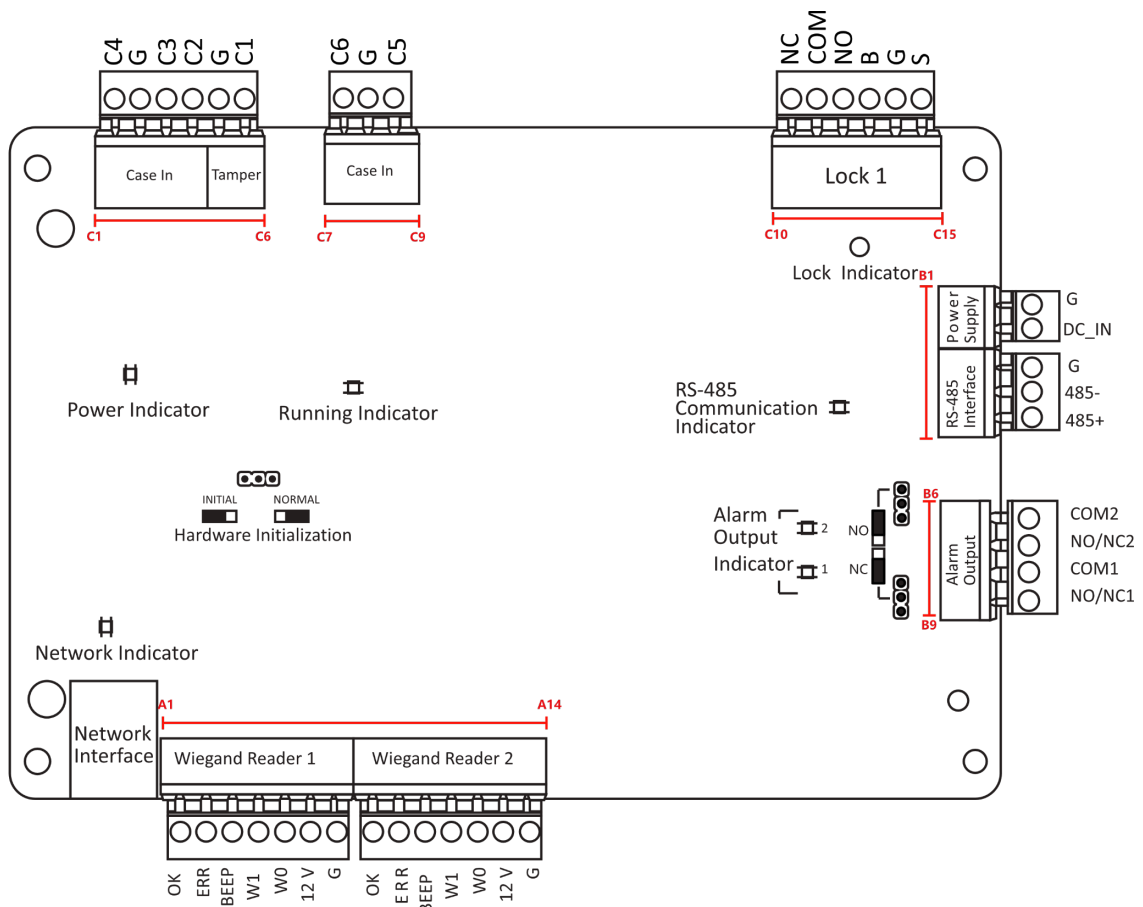 C4 G C3 C2 G C1
C6 G C5
NC COM NO B G S
Case In
Tamper
Case In
Lock 1
C1
C6
C7
C9
C10
C15
Lock Indicator
B1
Power
Supply
G
DC_IN
RS-485
Interface
G
485-
485+
Power Indicator
Running Indicator
RS-485
Communication
Indicator
INITIAL
NORMAL
Hardware Initialization
Alarm
Output
Indicator
2
1
NO
NC
B6
B9
Alarm
Output
COM2
NO/NC2
COM1
NO/NC1
Network Indicator
Network
Interface
A1
A14
Wiegand Reader 1
Wiegand Reader 2
OK ERR BEEP W1 W0 12 V G
OK E R R BEEP W1 W0 12 V G